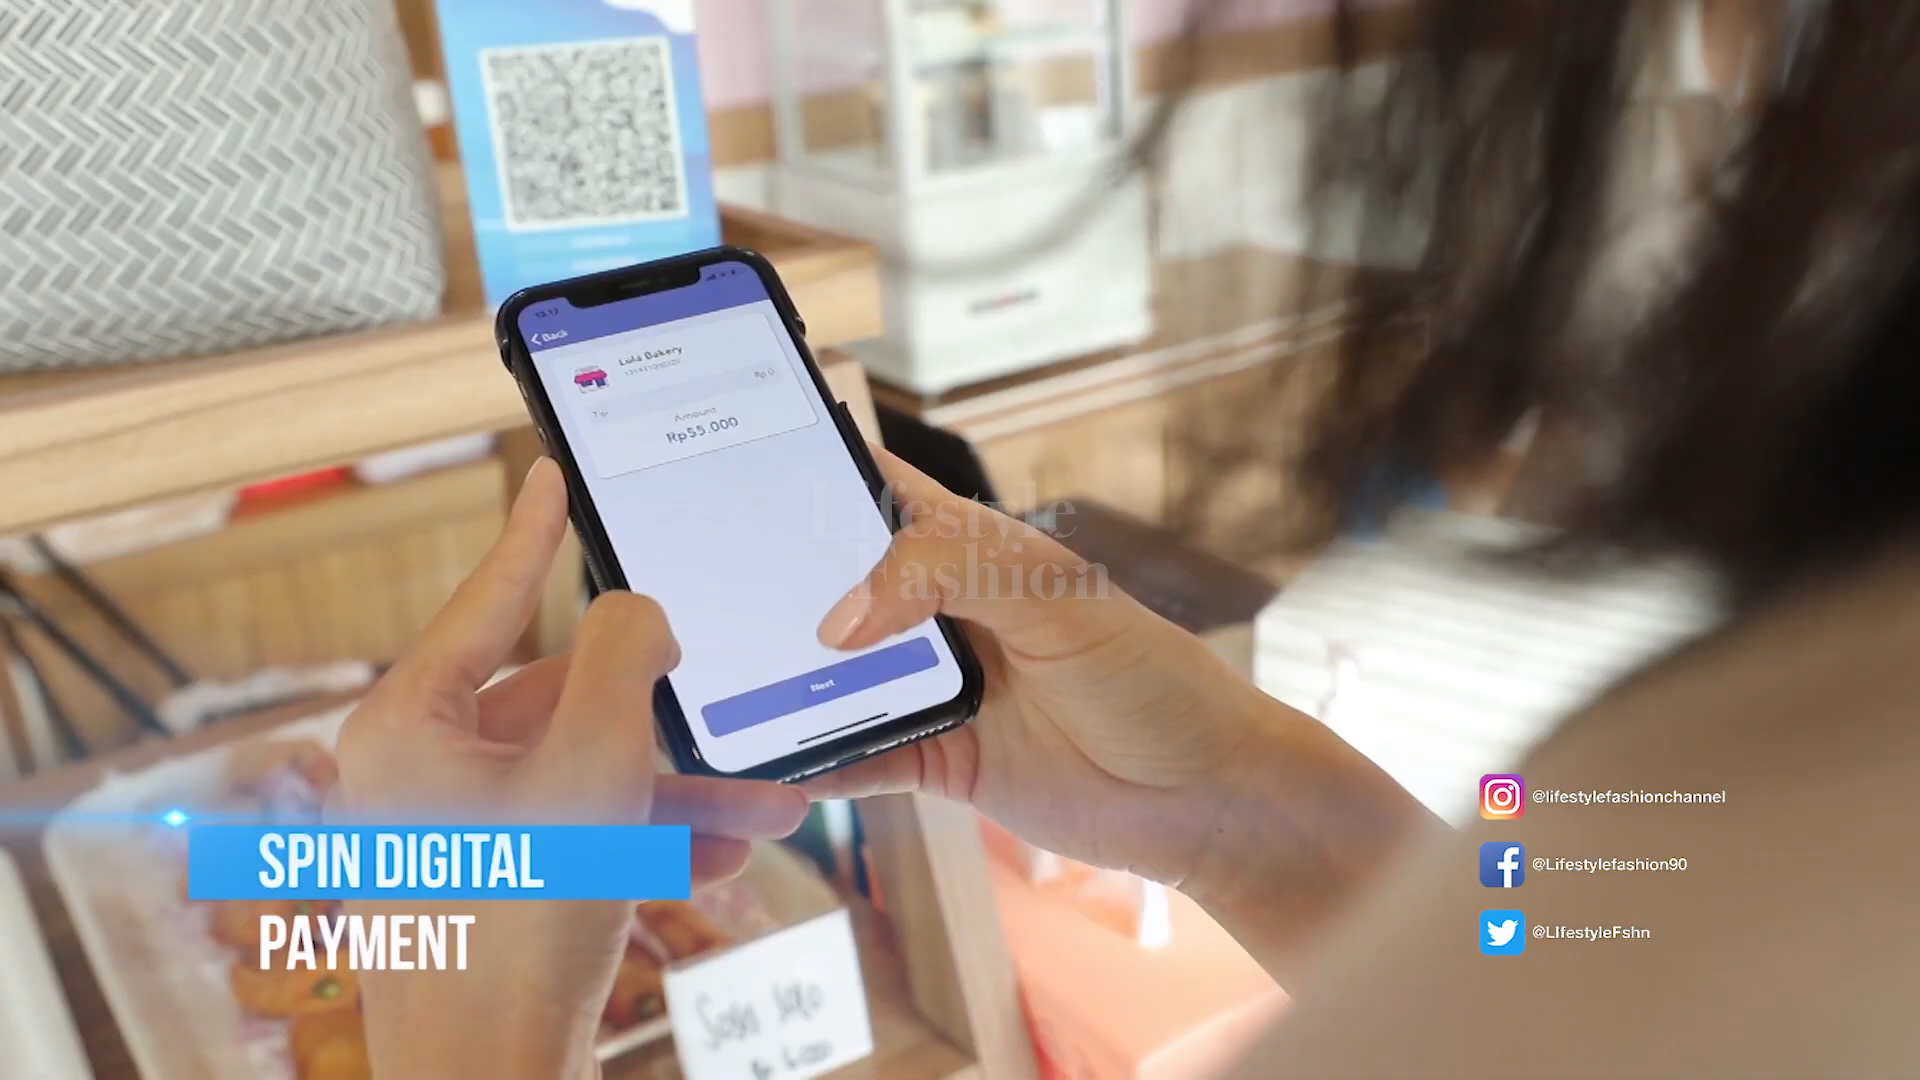 Back
Lula Bakery
Tip
Rp 0
Amount
Rp55.000
Next
Lifestyle
Fashion
SPIN DIGITAL
PAYMENT
@lifestylefashionchannel
@Lifestylefashion90
@LIfestyleFshn